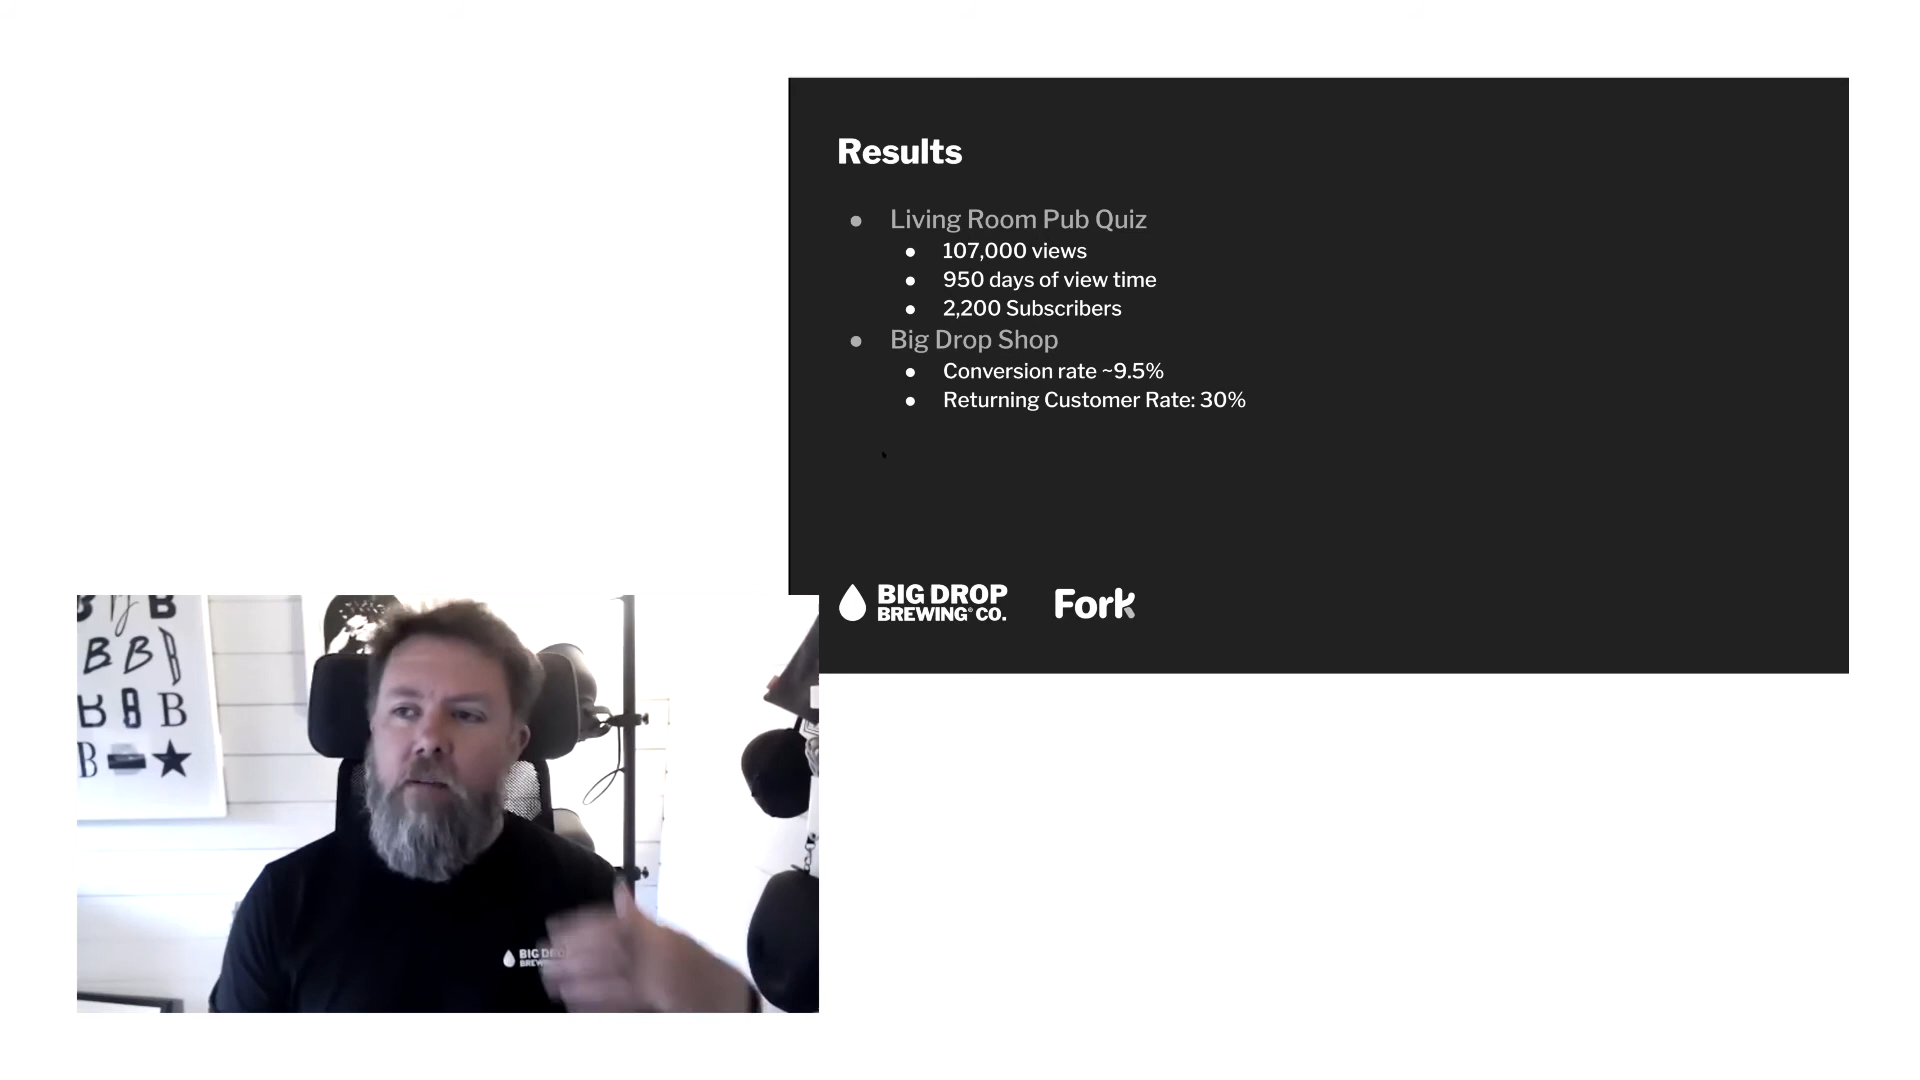 Results
Living Room Pub Quiz
107,000 views
950 days of view time
2,200 Subscribers
Big Drop Shop
Conversion rate ~9.5%
Returning Customer Rate: 30%
BIG DROP
BREWING® CO.
Fork
B B
B B
B B
B
BIG